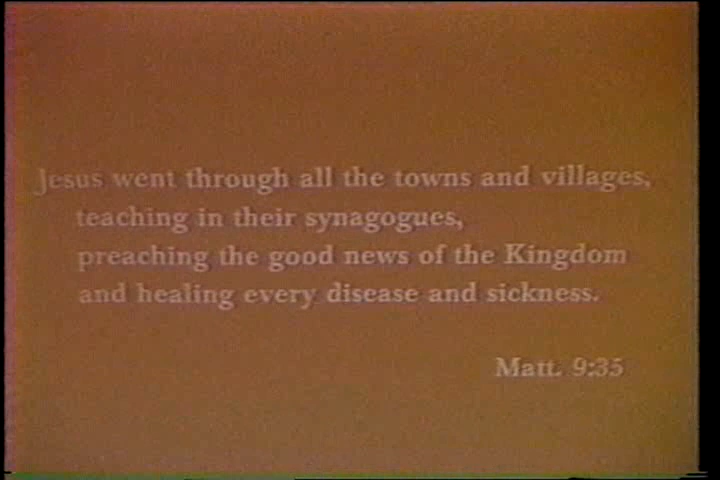 Jesus went through all the towns and villages,
teaching in their synagogues,
preaching the good news of the Kingdom
and healing every disease and sickness.
Matt. 9:35